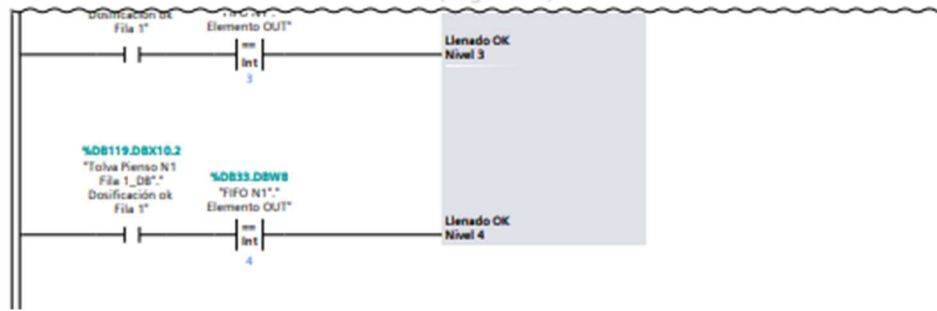 Dosificación ok
Fila 1"
Elemento OUT"
==
Int
3
Llenado OK
Nivel 3
%DB119.DBX10.2
"Tolva Pienso N1
Fila 1_DB"."
Dosificación ok
Fila 1"
%DB33.DBW8
"FIFO N1"."
Elemento OUT"
==
Int
4
Llenado OK
Nivel 4